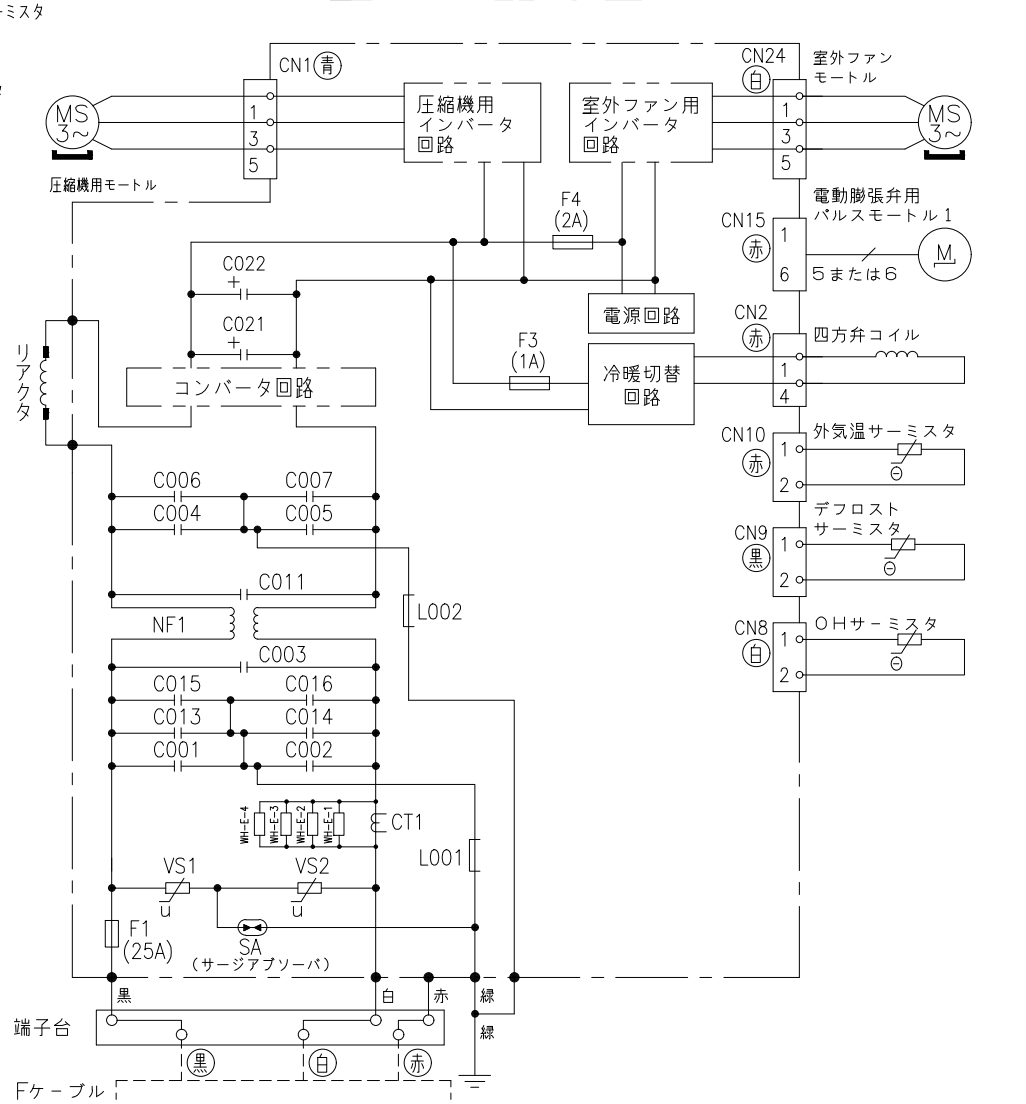 ーミスタ
CN1 青
CN24
白
室外ファン
モートル
MS
3~
1
3
5
圧縮機用
インバータ
回路
室外ファン用
インバータ
回路
1
3
5
MS
3~
圧縮機用モートル
F4
(2A)
電動膨張弁用
パルスモートル1
CN15
赤
1
6
5または6
M
C022
+
C021
+
電源回路
CN2
赤
四方弁コイル
1
4
リアクタ
F3
(1A)
冷暖切替
回路
コンバータ回路
CN10
赤
外気温サーミスタ
1
2
θ
C006
C007
C004
C005
デフロスト
サーミスタ
CN9
黒
1
2
θ
C011
L002
NF1
CN8
白
OHサーミスタ
1
2
θ
C003
C015
C016
C013
C014
C001
C002
WH-E-4
WH-E-3
WH-E-2
WH-E-1
CT1
L001
VS1
VS2
u
u
F1
(25A)
SA
(サージアブソーバ)
黒
白
赤
緑
端子台
緑
黒
白
赤
Fケーブル